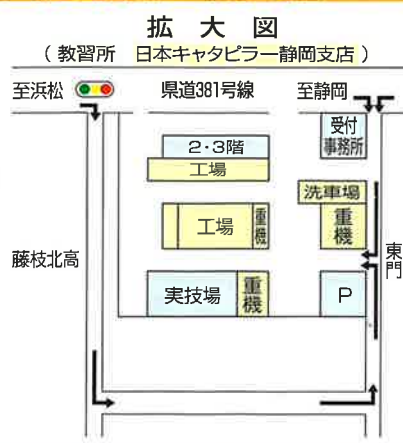 拡大図
（ 教習所　日本キャタピラー静岡支店 ）
至浜松
県道381号線
至静岡
受付
事務所
2・3階
工場
洗車場
工場
重機
重機
藤枝北高
東門
実技場
重機
P